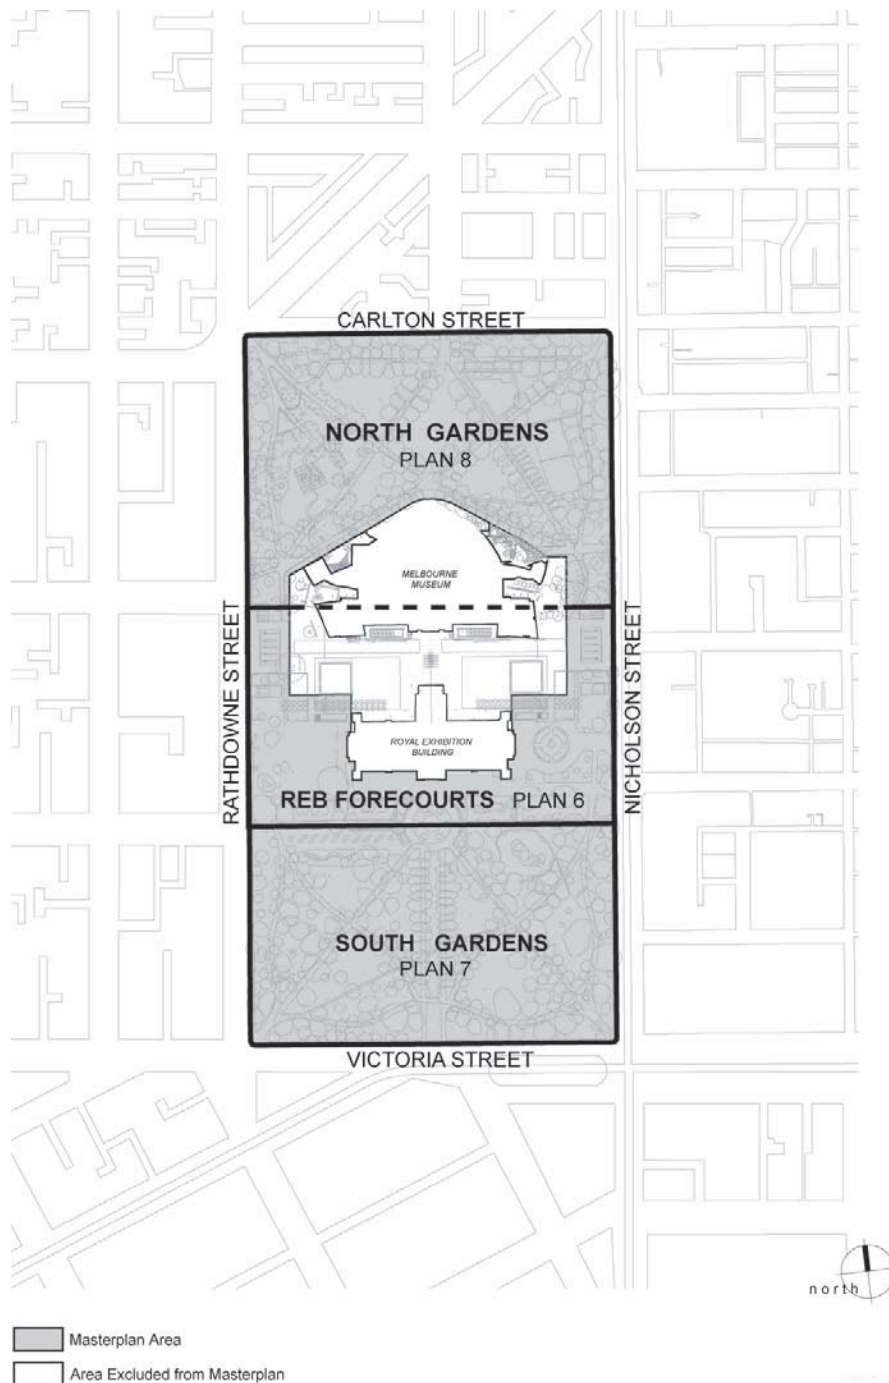 CARLTON STREET
NORTH GARDENS
PLAN 8
MELBOURNE
MUSEUM
RATHDOWNE STREET
NICHOLSON STREET
ROYAL EXHIBITION
BUILDING
REB FORECOURTS PLAN 6
SOUTH GARDENS
PLAN 7
VICTORIA STREET
north
Masterplan Area
Area Excluded from Masterplan